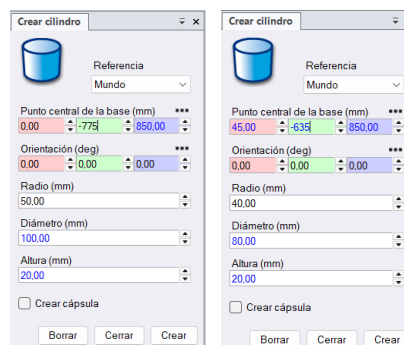 Crear cilindro
Referencia
Mundo
Punto central de la base (mm)
0,00 -775 850,00
Orientación (deg)
0,00 0,00 0,00
Radio (mm)
50,00
Diámetro (mm)
100,00
Altura (mm)
20,00
Crear cápsula
Borrar Cerrar Crear
Crear cilindro
Referencia
Mundo
Punto central de la base (mm)
45,00 -635 850,00
Orientación (deg)
0,00 0,00 0,00
Radio (mm)
40,00
Diámetro (mm)
80,00
Altura (mm)
20,00
Crear cápsula
Borrar Cerrar Crear